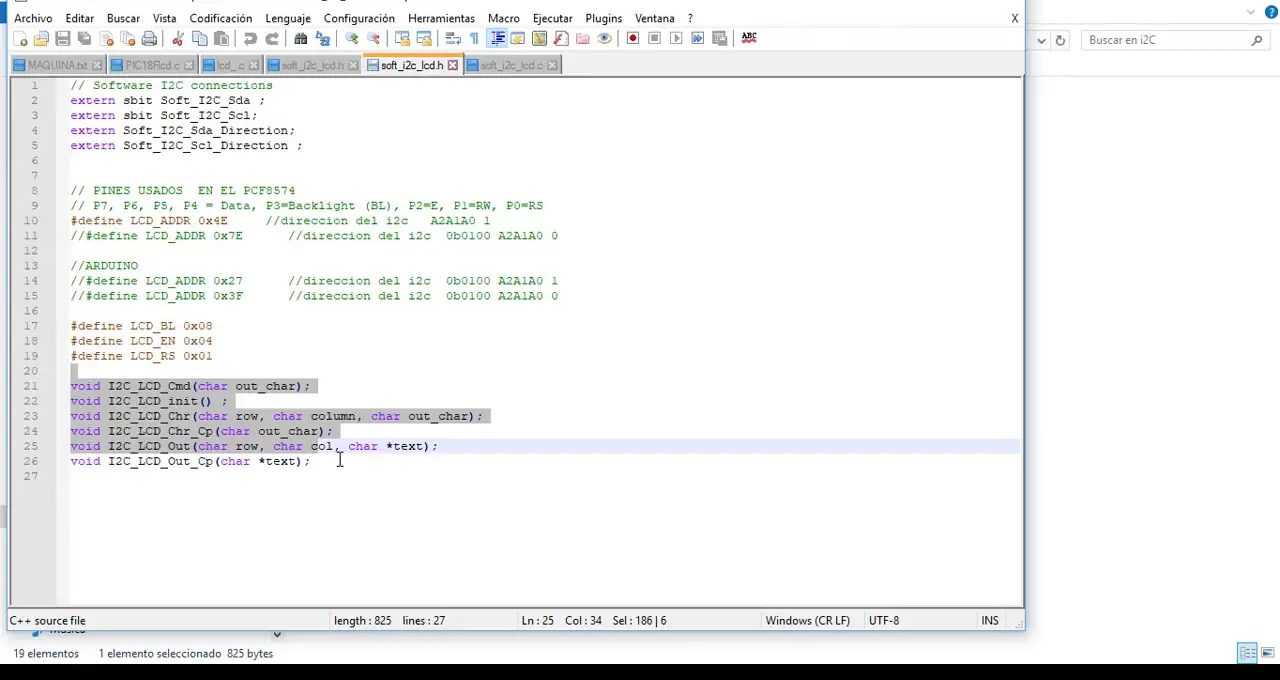 Archivo Editar Buscar Vista Codificación Lenguaje Configuración Herramientas Macro Ejecutar Plugins Ventana ? X
Buscar en i2C
ABC
MAQUINA.txt PIC18Flcd.c lcd_.c soft_i2c_lcd.h soft_i2c_lcd.h soft_i2c_lcd.c
1 // Software I2C connections
2 extern sbit Soft_I2C_Sda ;
3 extern sbit Soft_I2C_Scl;
4 extern Soft_I2C_Sda_Direction;
5 extern Soft_I2C_Scl_Direction ;
6
7
8 // PINES USADOS EN EL PCF8574
9 // P7, P6, P5, P4 = Data, P3=Backlight (BL), P2=E, P1=RW, P0=RS
10 #define LCD_ADDR 0x4E //direccion del i2c A2A1A0 1
11 //#define LCD_ADDR 0x7E //direccion del i2c 0b0100 A2A1A0 0
12
13 //ARDUINO
14 //#define LCD_ADDR 0x27 //direccion del i2c 0b0100 A2A1A0 1
15 //#define LCD_ADDR 0x3F //direccion del i2c 0b0100 A2A1A0 0
16
17 #define LCD_BL 0x08
18 #define LCD_EN 0x04
19 #define LCD_RS 0x01
20
21 void I2C_LCD_Cmd(char out_char);
22 void I2C_LCD_init() ;
23 void I2C_LCD_Chr(char row, char column, char out_char);
24 void I2C_LCD_Chr_Cp(char out_char);
25 void I2C_LCD_Out(char row, char col, char *text);
26 void I2C_LCD_Out_Cp(char *text);
27
C++ source file length : 825 lines : 27 Ln : 25 Col : 34 Sel : 186 | 6 Windows (CR LF) UTF-8 INS
19 elementos 1 elemento seleccionado 825 bytes